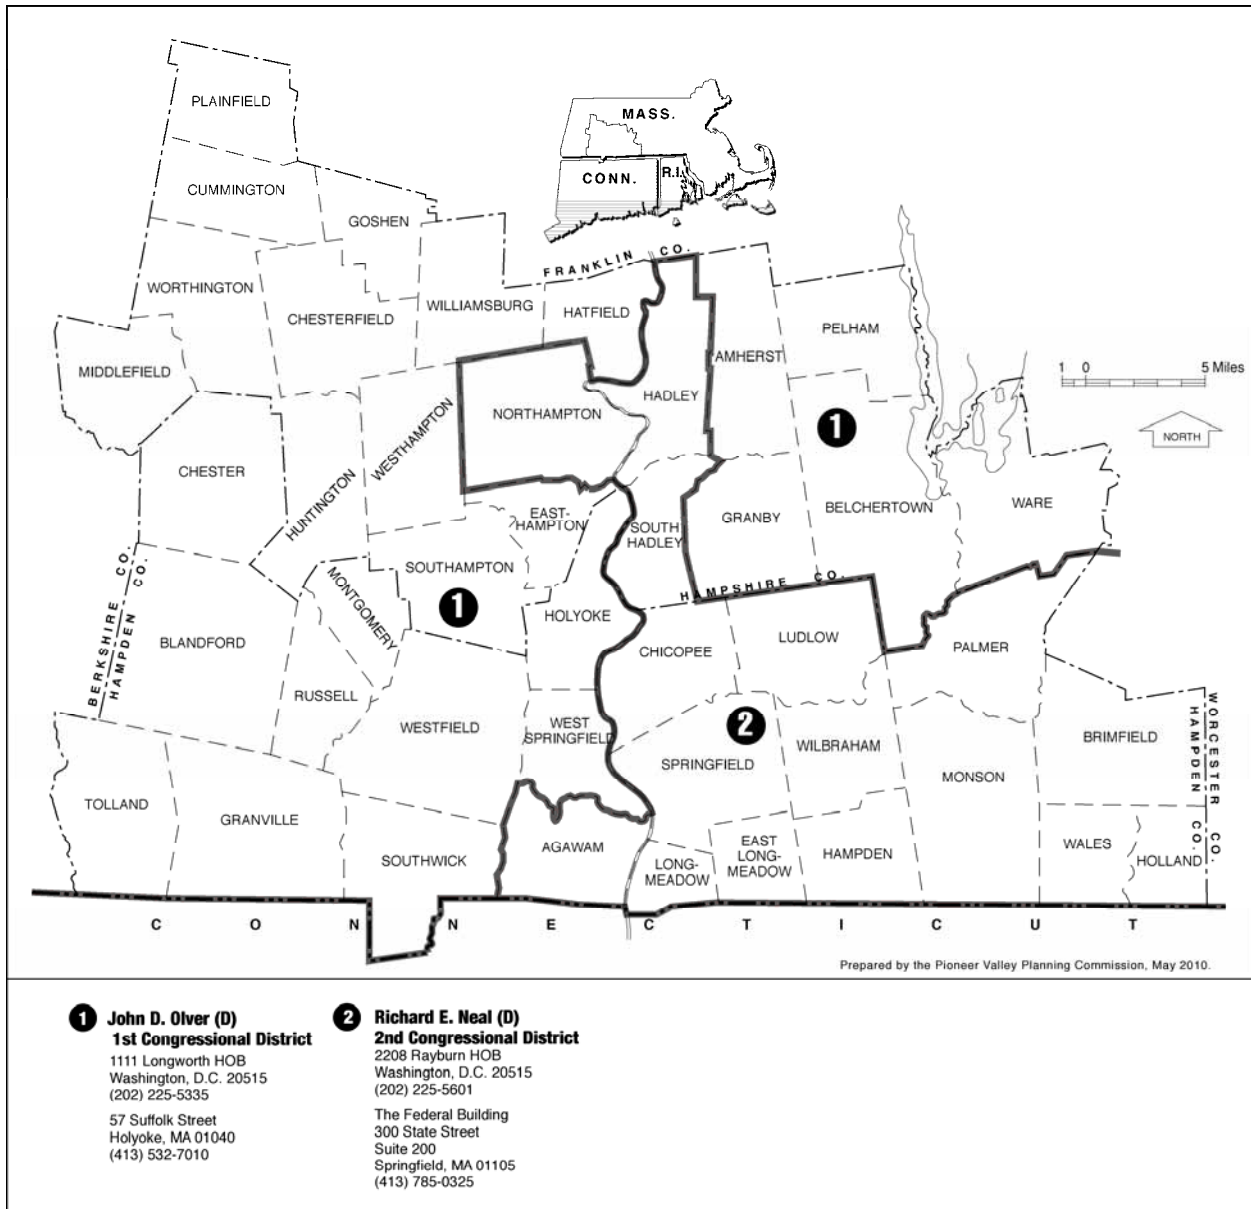 PLAINFIELD
MASS.
CONN.
R.I.
CUMMINGTON
GOSHEN
FRANKLIN CO.
WORTHINGTON
CHESTERFIELD
WILLIAMSBURG
HATFIELD
PELHAM
AMHERST
MIDDLEFIELD
1 0 5 Miles
HADLEY
NORTHAMPTON
1
NORTH
WESTHAMPTON
CHESTER
HUNTINGTON
EAST-
HAMPTON
SOUTH
HADLEY
GRANBY
BELCHERTOWN
WARE
SOUTHAMPTON
MONTGOMERY
1
HAMPSHIRE CO.
BERKSHIRE CO.
HAMPDEN CO.
BLANDFORD
HOLYOKE
CHICOPEE
LUDLOW
PALMER
RUSSELL
WESTFIELD
WEST
SPRINGFIELD
2
SPRINGFIELD
WILBRAHAM
MONSON
BRIMFIELD
WORCESTER CO.
HAMPDEN CO.
TOLLAND
GRANVILLE
SOUTHWICK
AGAWAM
LONG-
MEADOW
EAST
LONG-
MEADOW
HAMPDEN
WALES
HOLLAND
CONNECTICUT
Prepared by the Pioneer Valley Planning Commission, May 2010.
1 John D. Olver (D)
1st Congressional District
1111 Longworth HOB
Washington, D.C. 20515
(202) 225-5335
57 Suffolk Street
Holyoke, MA 01040
(413) 532-7010
2 Richard E. Neal (D)
2nd Congressional District
2208 Rayburn HOB
Washington, D.C. 20515
(202) 225-5601
The Federal Building
300 State Street
Suite 200
Springfield, MA 01105
(413) 785-0325